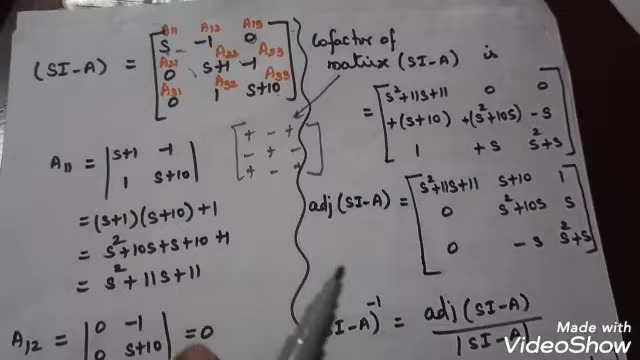 (SI-A) = [ A11 S  A12 -1  A13 0
A21 0  A22 S+1  A23 -1
A31 0  A32 1  A33 S+10 ]
A11 = | S+1 -1
1 S+10 |
= (S+1)(S+10)+1
= S²+10S+S+10+1
= S²+11S+11
A12 = | 0 -1
0 S+10 | = 0
[ + - +
- + -
+ - + ]
Cofactor of
matrix (SI-A) is
= [ S²+11S+11 0 0
+(S+10) +(S²+10S) -S
1 +S S²+S ]
adj(SI-A) = [ S²+11S+11 S+10 1
0 S²+10S S
0 -S S²+S ]
(SI-A)⁻¹ = adj(SI-A)
|SI-A|
Made with
VideoShow